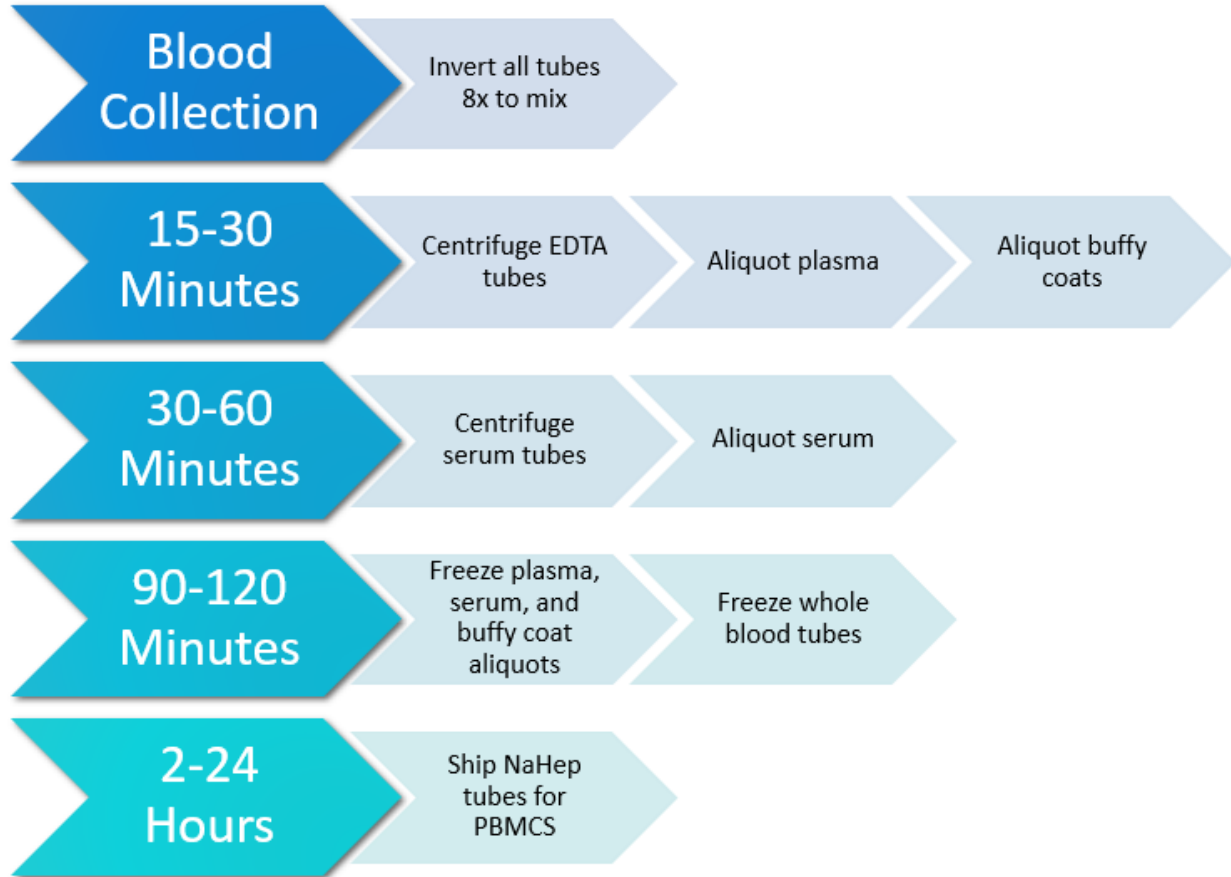 Blood
Collection
Invert all tubes
8x to mix
15-30
Minutes
Centrifuge EDTA
tubes
Aliquot plasma
Aliquot buffy
coats
30-60
Minutes
Centrifuge
serum tubes
Aliquot serum
90-120
Minutes
Freeze plasma,
serum, and
buffy coat
aliquots
Freeze whole
blood tubes
2-24
Hours
Ship NaHep
tubes for
PBMCS